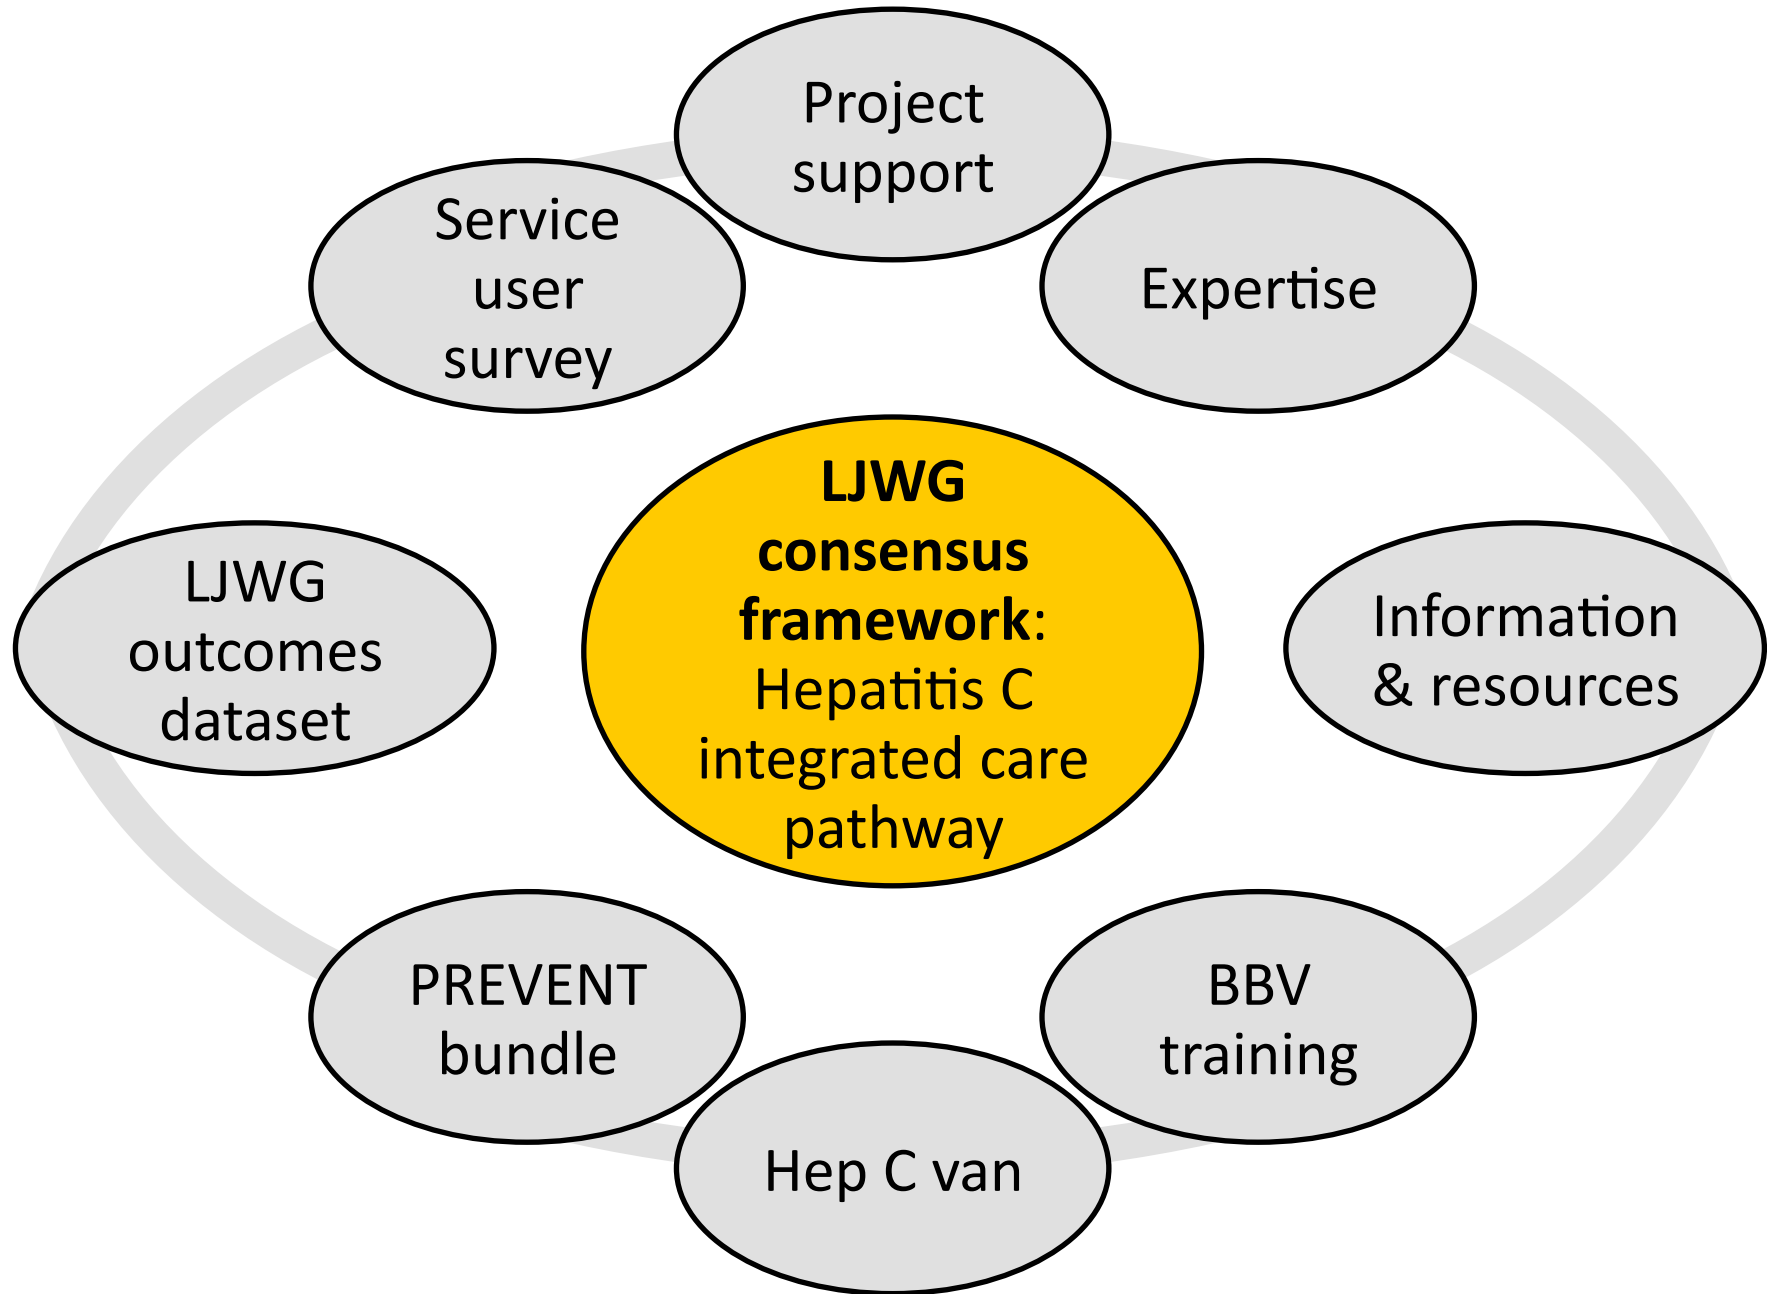 Project
support
Expertise
Information
& resources
BBV
training
Hep C van
PREVENT
bundle
LJWG
outcomes
dataset
Service
user
survey
LJWG
consensus
framework:
Hepatitis C
integrated care
pathway